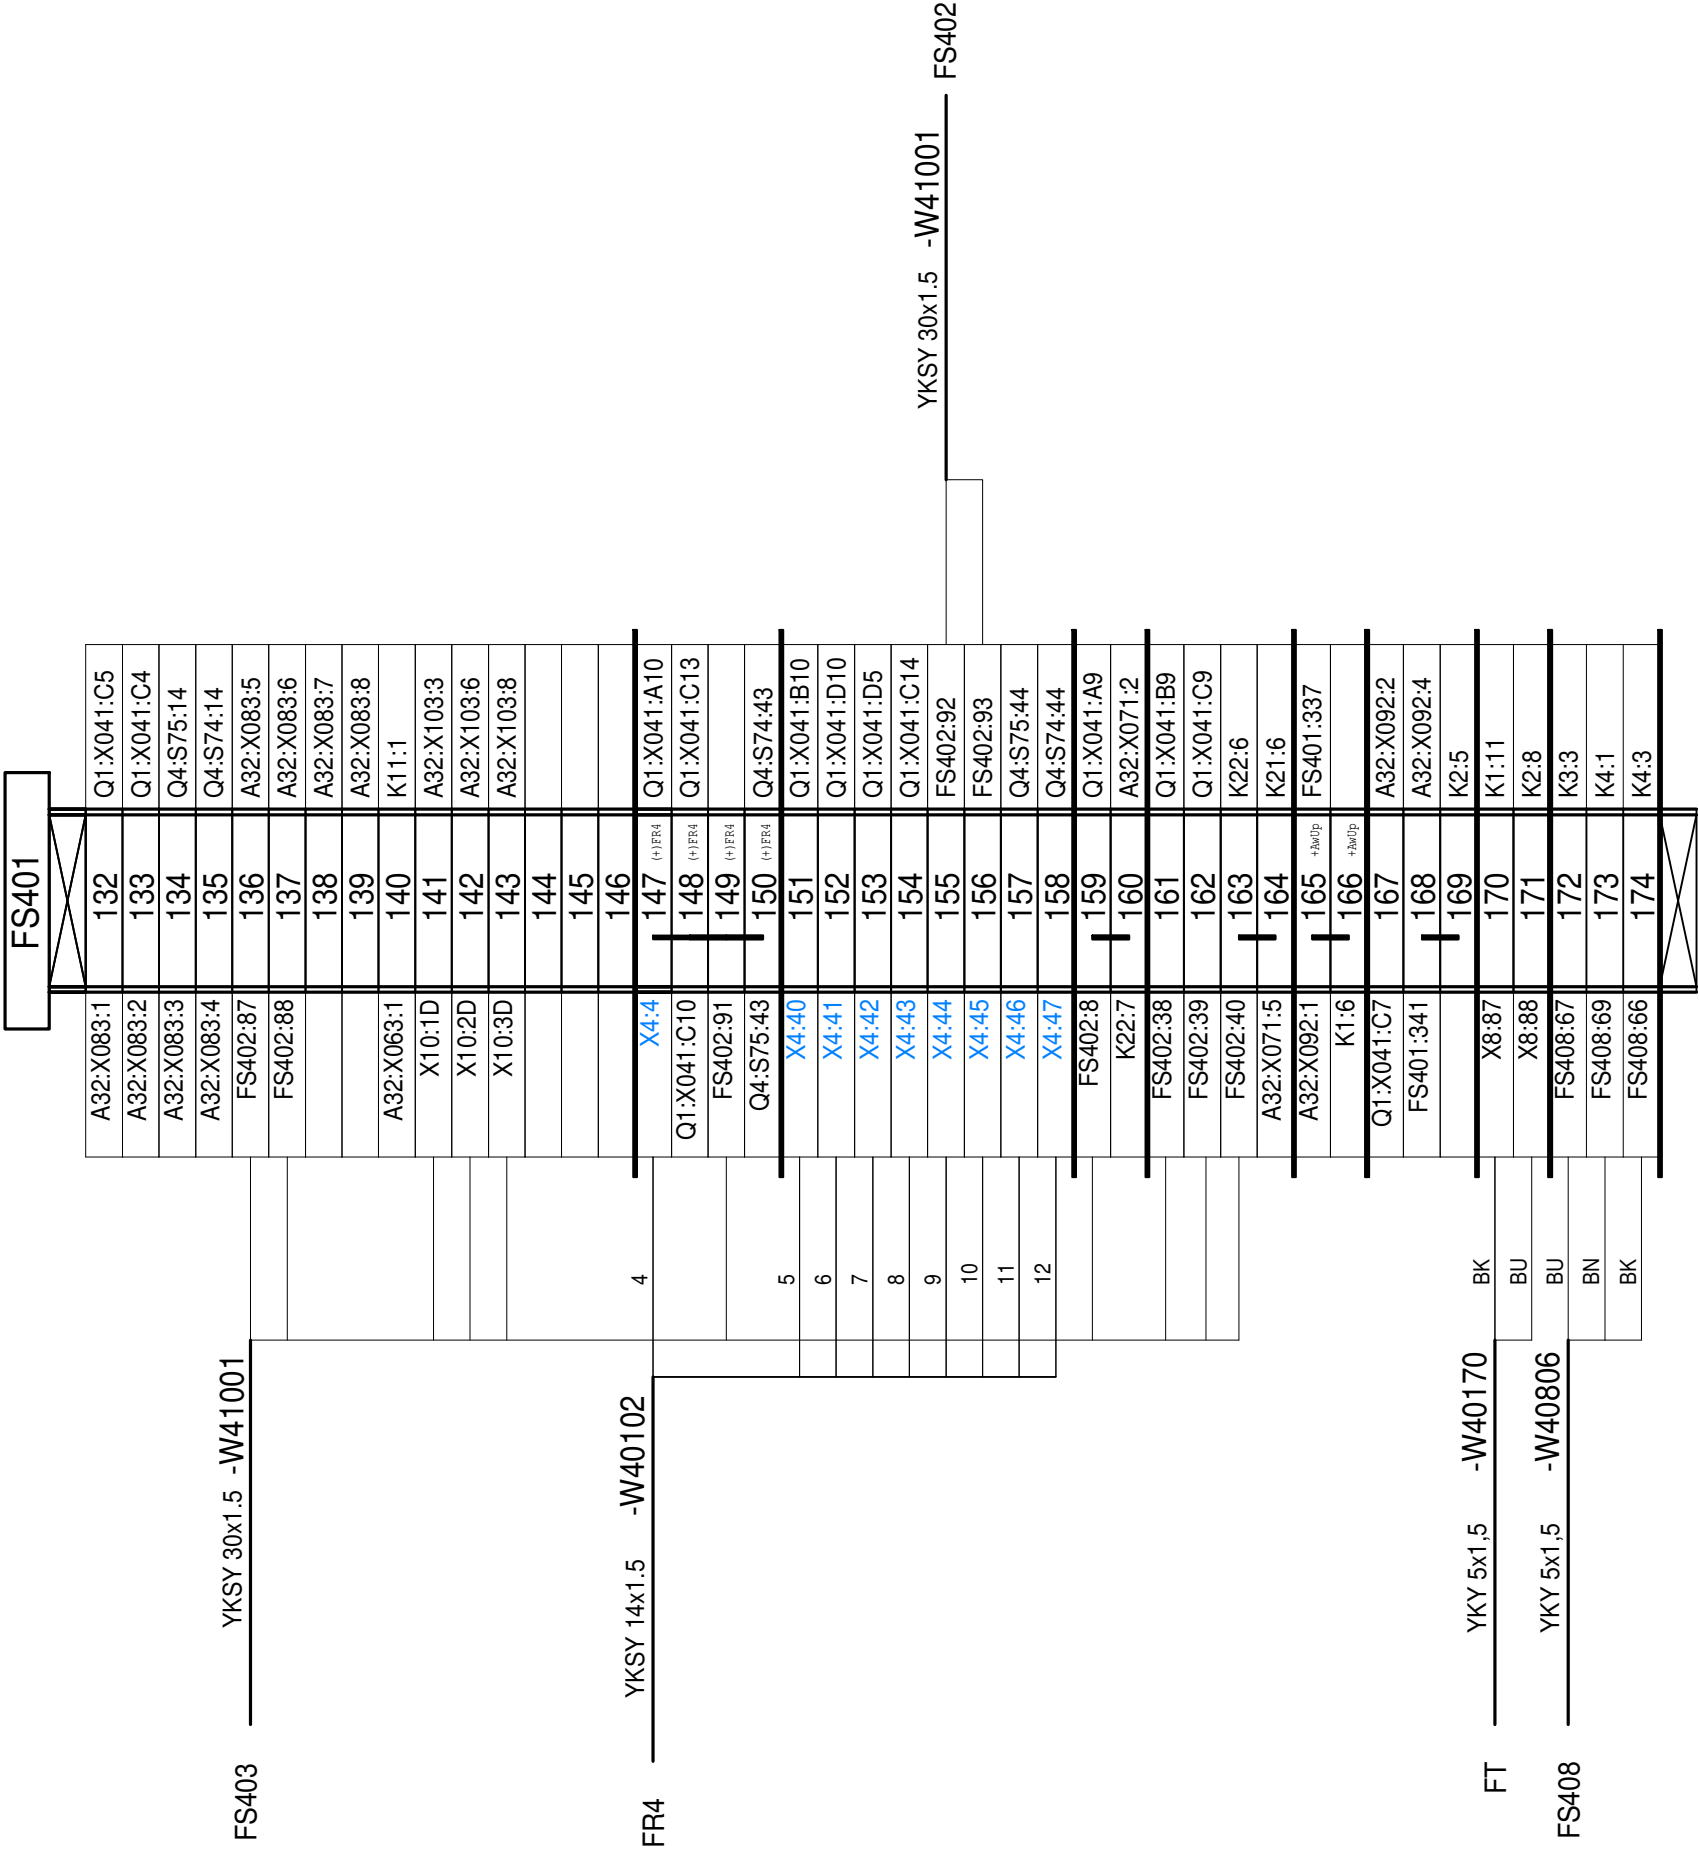 FS401
A32:X083:1 132 Q1:X041:C5
A32:X083:2 133 Q1:X041:C4
A32:X083:3 134 Q4:S75:14
A32:X083:4 135 Q4:S74:14
FS402:87 136 A32:X083:5
FS402:88 137 A32:X083:6
138 A32:X083:7
139 A32:X083:8
A32:X063:1 140 K11:1
X10:1D 141 A32:X103:3
X10:2D 142 A32:X103:6
X10:3D 143 A32:X103:8
144
145
146
4 X4:4 147 (+)FR4 Q1:X041:A10
Q1:X041:C10 148 (+)FR4 Q1:X041:C13
FS402:91 149 (+)FR4
Q4:S75:43 150 (+)FR4 Q4:S74:43
5 X4:40 151 Q1:X041:B10
6 X4:41 152 Q1:X041:D10
7 X4:42 153 Q1:X041:D5
8 X4:43 154 Q1:X041:C14
9 X4:44 155 FS402:92
10 X4:45 156 FS402:93
11 X4:46 157 Q4:S75:44
12 X4:47 158 Q4:S74:44
FS402:8 159 Q1:X041:A9
K22:7 160 A32:X071:2
FS402:38 161 Q1:X041:B9
FS402:39 162 Q1:X041:C9
FS402:40 163 K22:6
A32:X071:5 164 K21:6
A32:X092:1 165 +AwUp FS401:337
K1:6 166 +AwUp
Q1:X041:C7 167 A32:X092:2
FS401:341 168 A32:X092:4
169 K2:5
BK X8:87 170 K1:11
BU X8:88 171 K2:8
BU FS408:67 172 K3:3
BN FS408:69 173 K4:1
BK FS408:66 174 K4:3
FS403 YKSY 30x1.5 -W41001
FR4 YKSY 14x1.5 -W40102
FT YKY 5x1,5 -W40170
FS408 YKY 5x1,5 -W40806
YKSY 30x1.5 -W41001 FS402